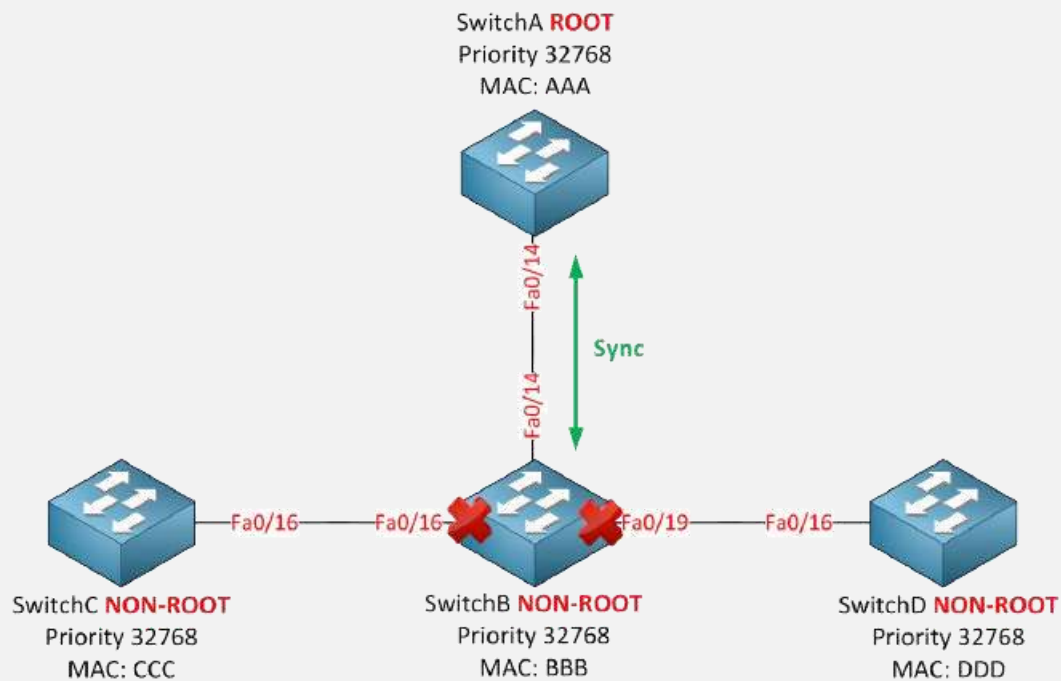 SwitchA ROOT
Priority 32768
MAC: AAA
Fa0/14
Sync
Fa0/14
Fa0/16
Fa0/16
Fa0/19
Fa0/16
SwitchC NON-ROOT
Priority 32768
MAC: CCC
SwitchB NON-ROOT
Priority 32768
MAC: BBB
SwitchD NON-ROOT
Priority 32768
MAC: DDD